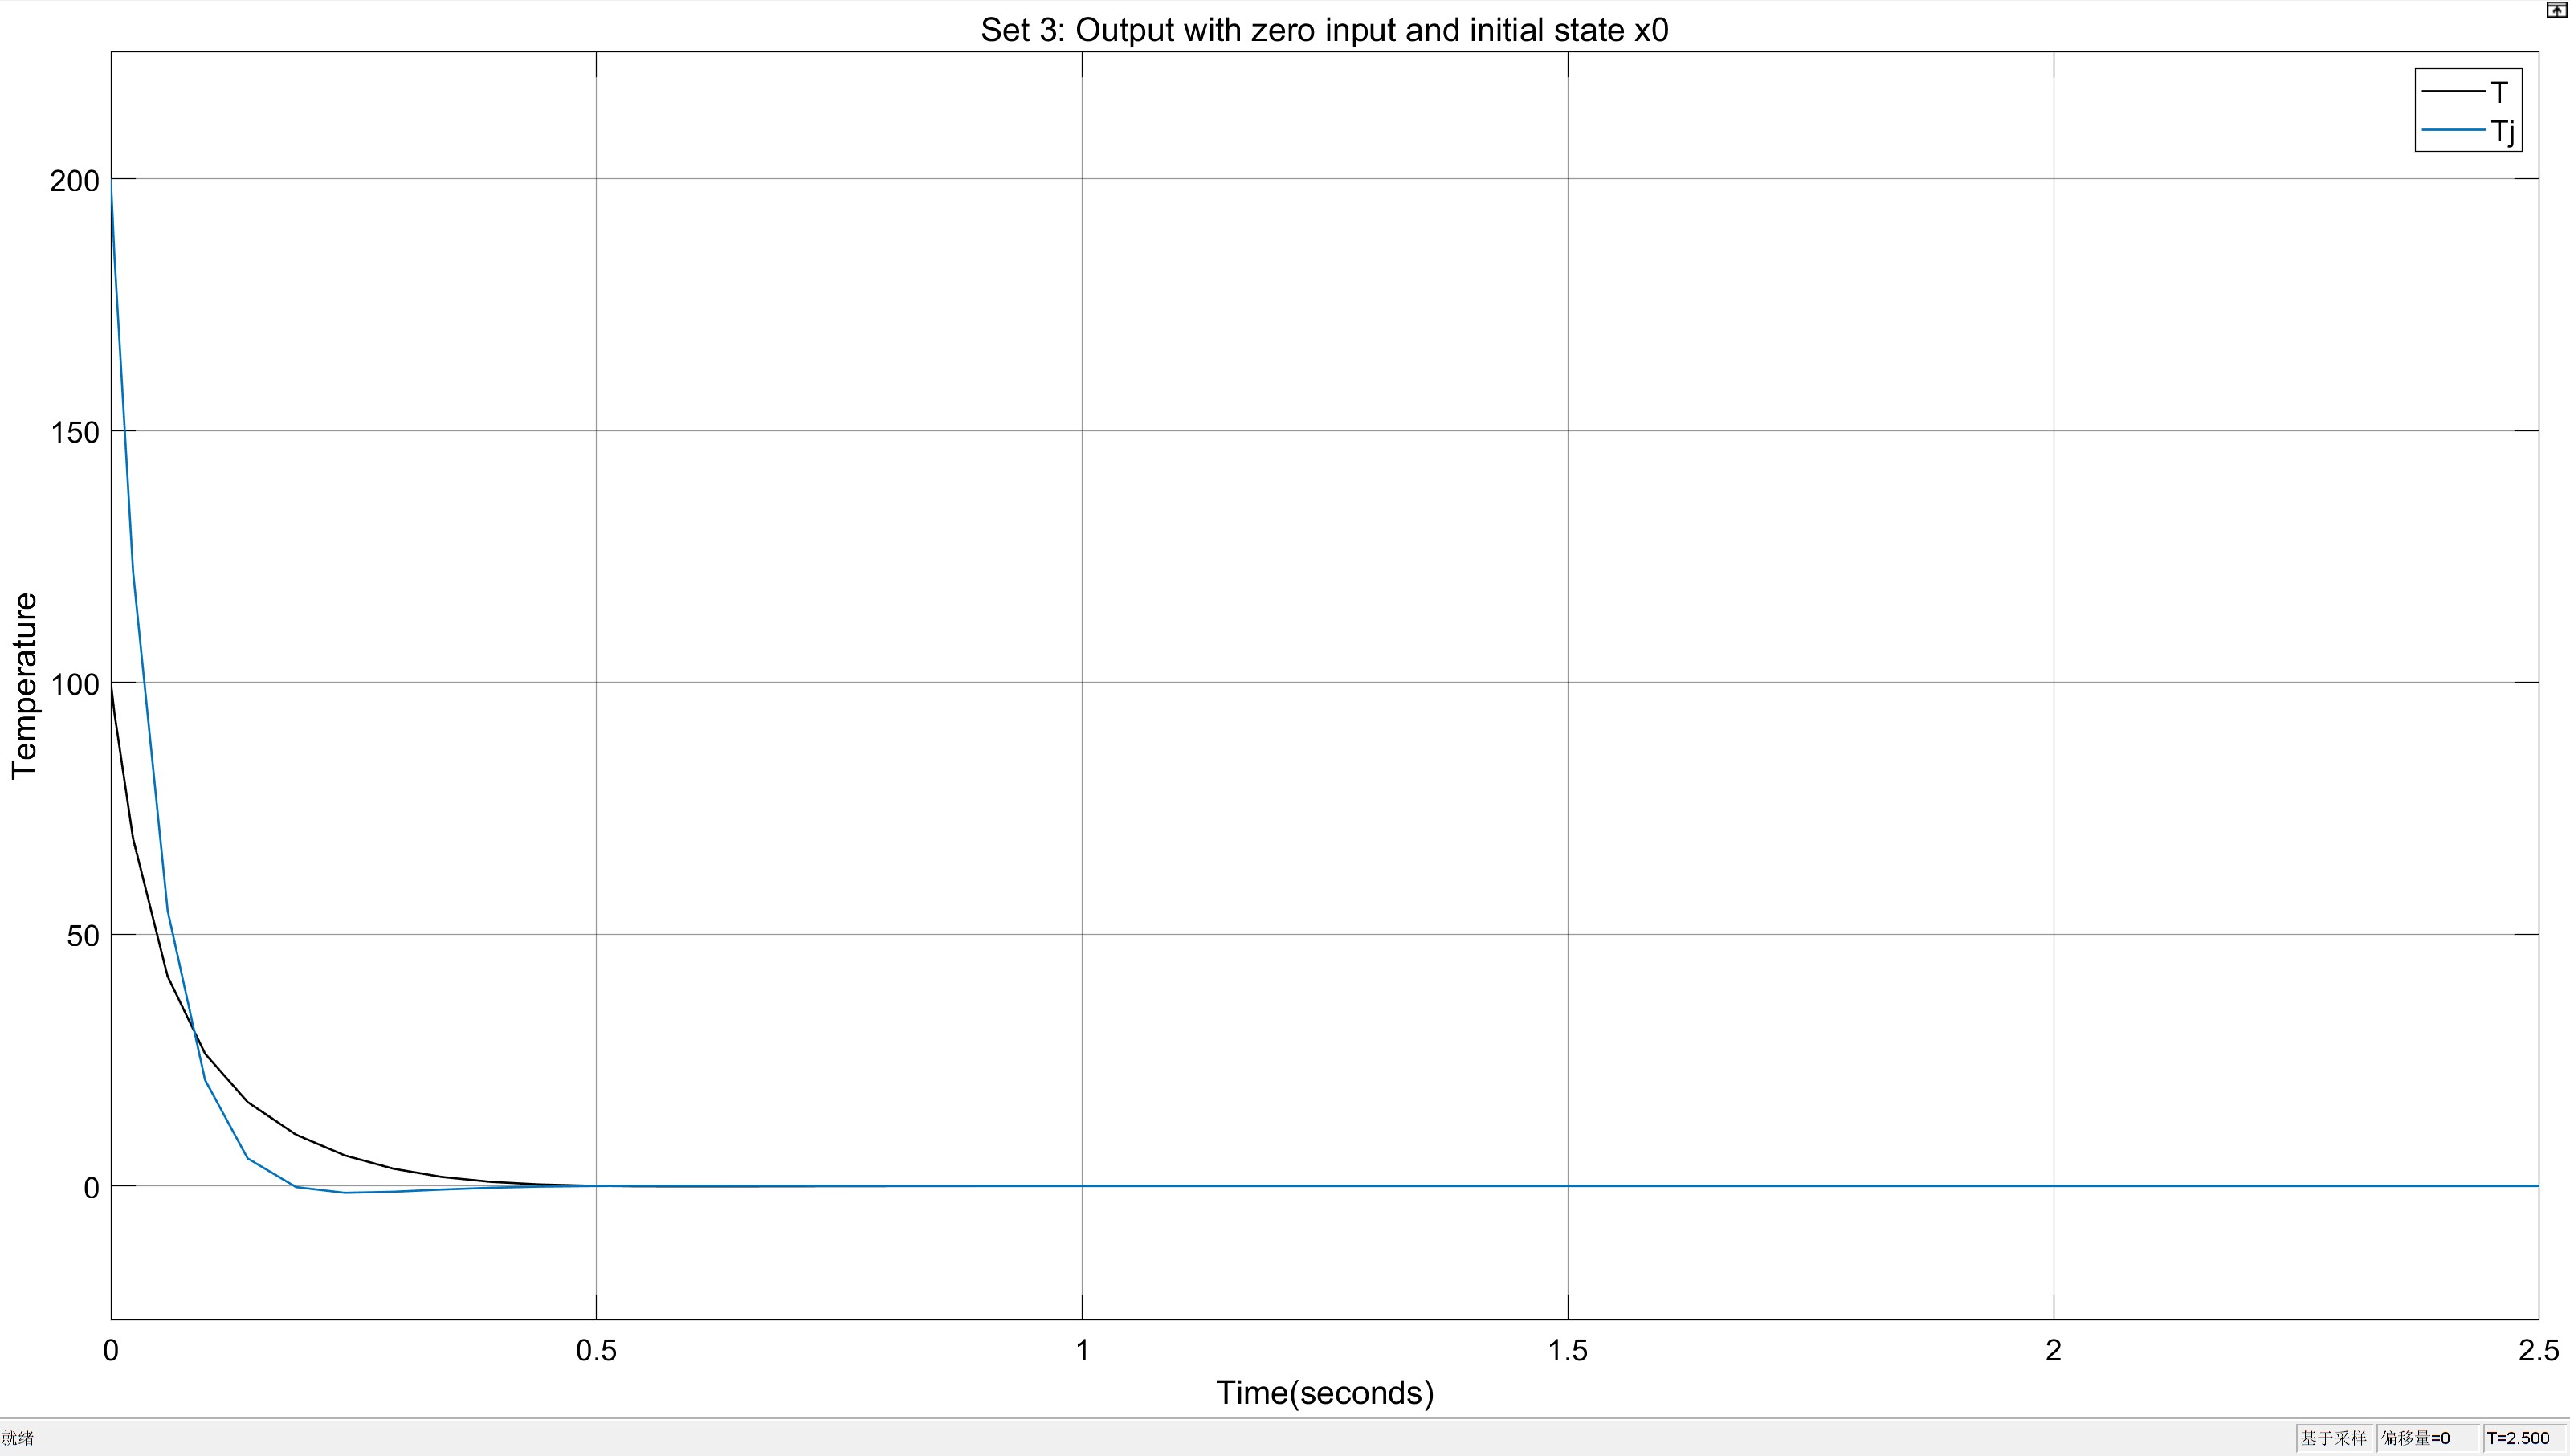 Set 3: Output with zero input and initial state x0
T
Tj
200
150
100
50
0
Temperature
0
0.5
1
1.5
2
2.5
Time(seconds)
就绪
基于采样
偏移量=0
T=2.500